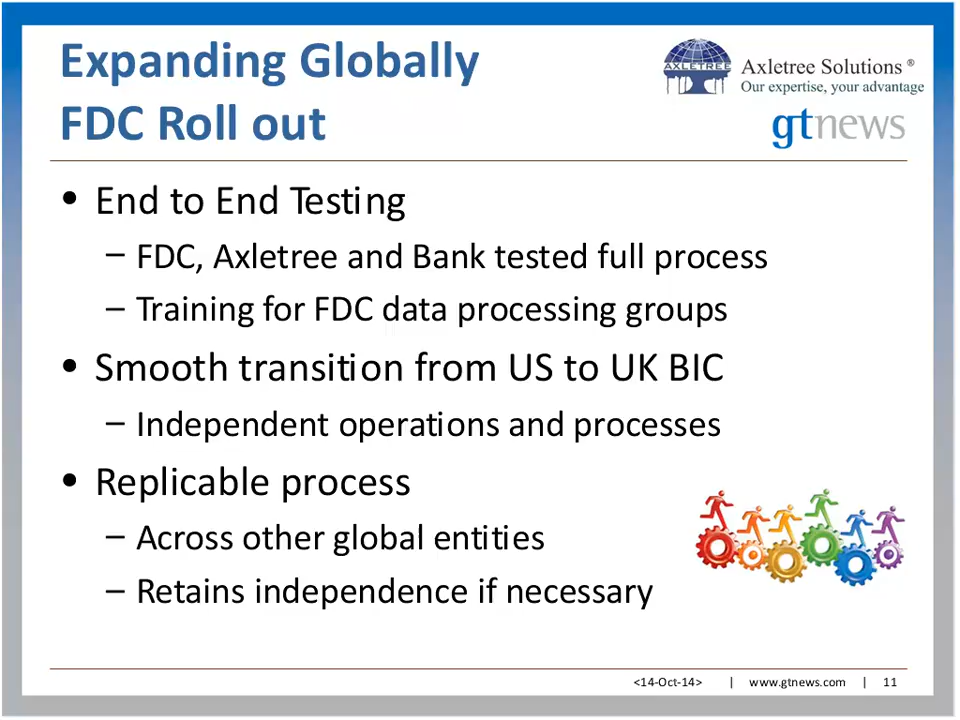 Expanding Globally
FDC Roll out
AXLETREE
Axletree Solutions ®
Our expertise, your advantage
gtnews
• End to End Testing
– FDC, Axletree and Bank tested full process
– Training for FDC data processing groups
• Smooth transition from US to UK BIC
– Independent operations and processes
• Replicable process
– Across other global entities
– Retains independence if necessary
<14-Oct-14> | www.gtnews.com | 11